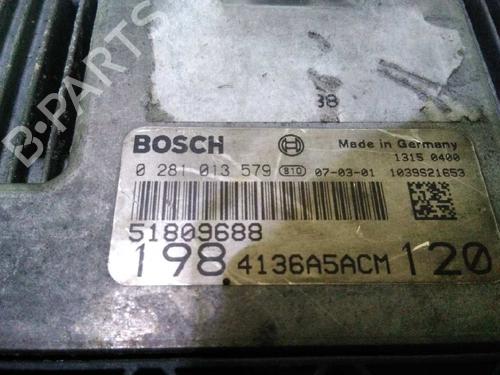 B-PARTS
38
BOSCH
Made in Germany
1315 0400
0 281 013 579 810 07-03-01 1039S21653
51809688
198 4136A5ACM 120